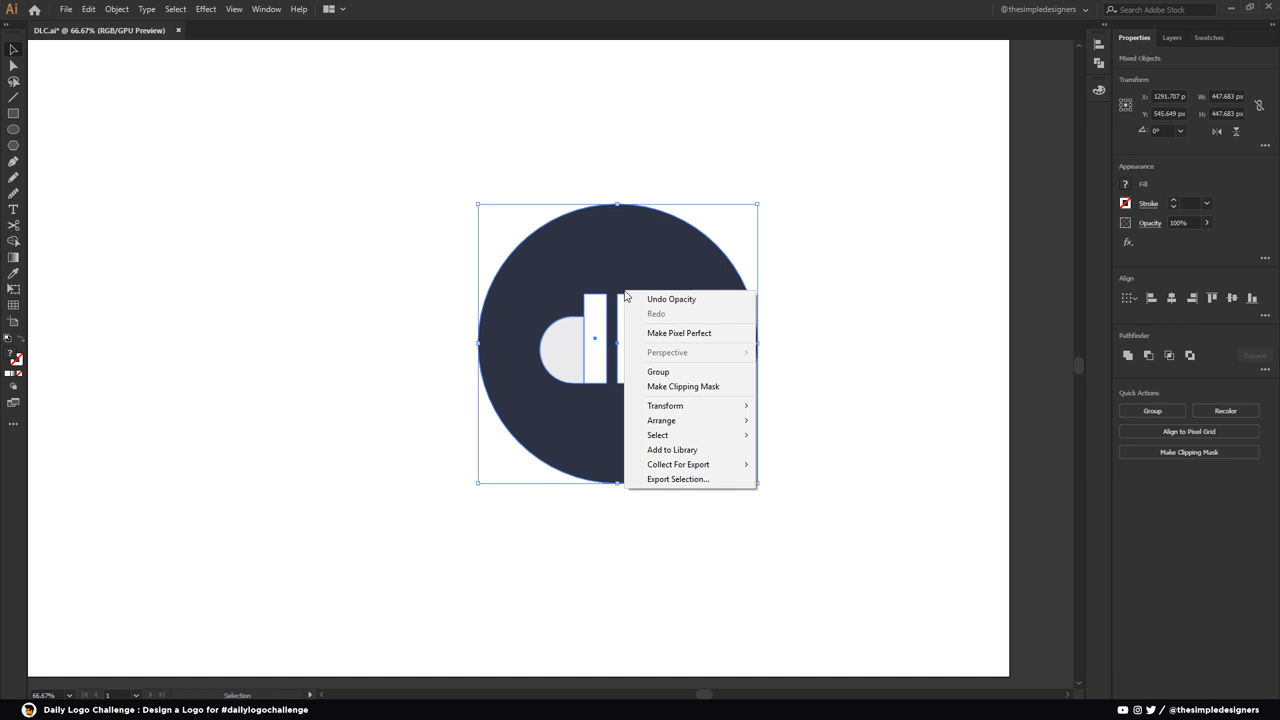 Ai File Edit Object Type Select Effect View Window Help @thesimpledesigners Search Adobe Stock
DLC.ai* @ 66.67% (RGB/GPU Preview) ×
Properties Layers Swatches
Mixed Objects
Transform
X: 1291.707 p W: 447.683 px
Y: 545.649 px H: 447.683 px
0°
Appearance
? Fill
Stroke
Opacity 100%
fx.
Align
Pathfinder
Expand
Quick Actions
Group Recolor
Align to Pixel Grid
Make Clipping Mask
Undo Opacity
Redo
Make Pixel Perfect
Perspective
Group
Make Clipping Mask
Transform
Arrange
Select
Add to Library
Collect For Export
Export Selection...
66.67% 1 Selection
Daily Logo Challenge : Design a Logo for #dailylogochallenge @thesimpledesigners